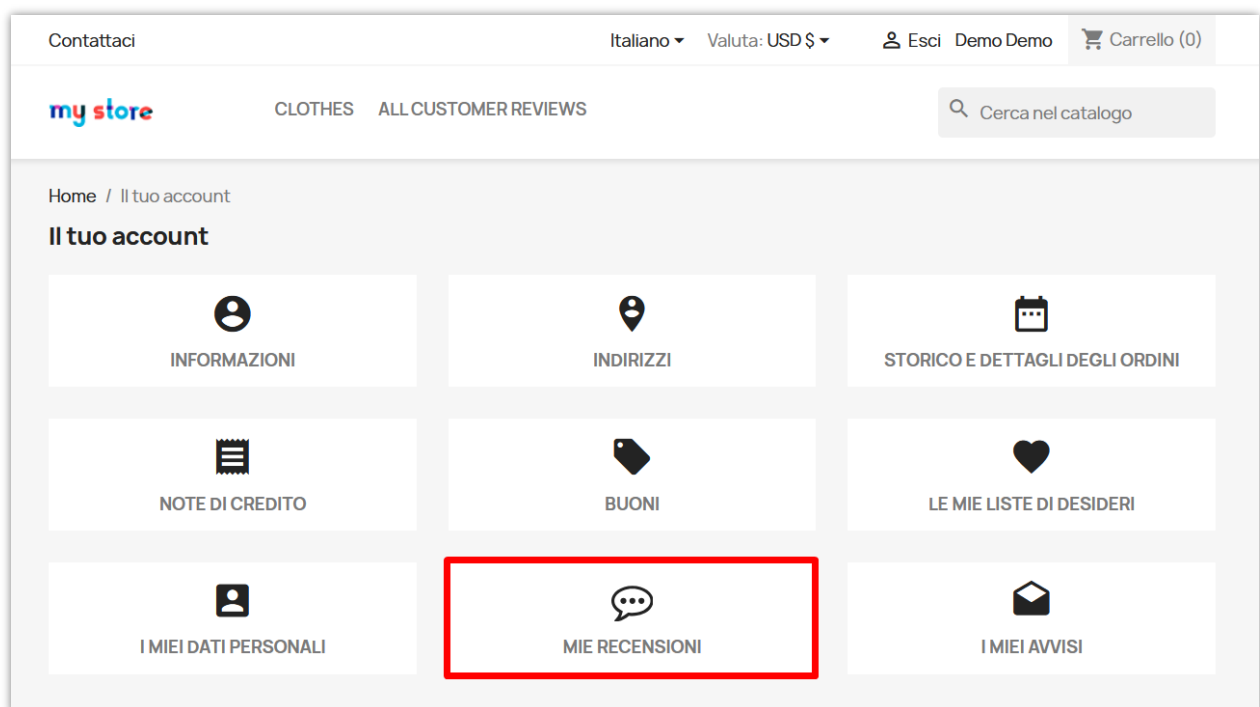 Contattaci Italiano Valuta: USD $ Esci Demo Demo Carrello (0)
my store CLOTHES ALL CUSTOMER REVIEWS Cerca nel catalogo
Home / Il tuo account
Il tuo account
INFORMAZIONI INDIRIZZI STORICO E DETTAGLI DEGLI ORDINI
NOTE DI CREDITO BUONI LE MIE LISTE DI DESIDERI
I MIEI DATI PERSONALI MIE RECENSIONI I MIEI AVVISI